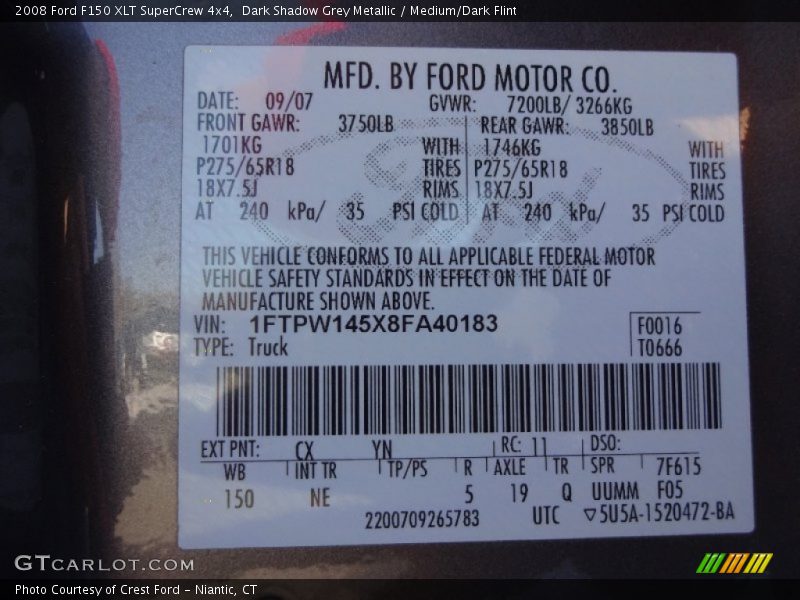 2008 Ford F150 XLT SuperCrew 4x4, Dark Shadow Grey Metallic / Medium/Dark Flint
MFD. BY FORD MOTOR CO.
DATE: 09/07 GVWR: 7200LB/ 3266KG
FRONT GAWR: 3750LB REAR GAWR: 3850LB
1701KG WITH 1746KG WITH
P275/65R18 TIRES P275/65R18 TIRES
18X7.5J RIMS 18X7.5J RIMS
AT 240 kPa/ 35 PSI COLD AT 240 kPa/ 35 PSI COLD
THIS VEHICLE CONFORMS TO ALL APPLICABLE FEDERAL MOTOR
VEHICLE SAFETY STANDARDS IN EFFECT ON THE DATE OF
MANUFACTURE SHOWN ABOVE.
VIN: 1FTPW145X8FA40183 F0016
TYPE: Truck T0666
EXT PNT: CX YN RC: 11 DSO:
WB INT TR TP/PS R AXLE TR SPR 7F615
150 NE 5 19 Q UUMM F05
2200709265783 UTC ▽5U5A-1520472-BA
GTCARLOT.COM
Photo Courtesy of Crest Ford - Niantic, CT